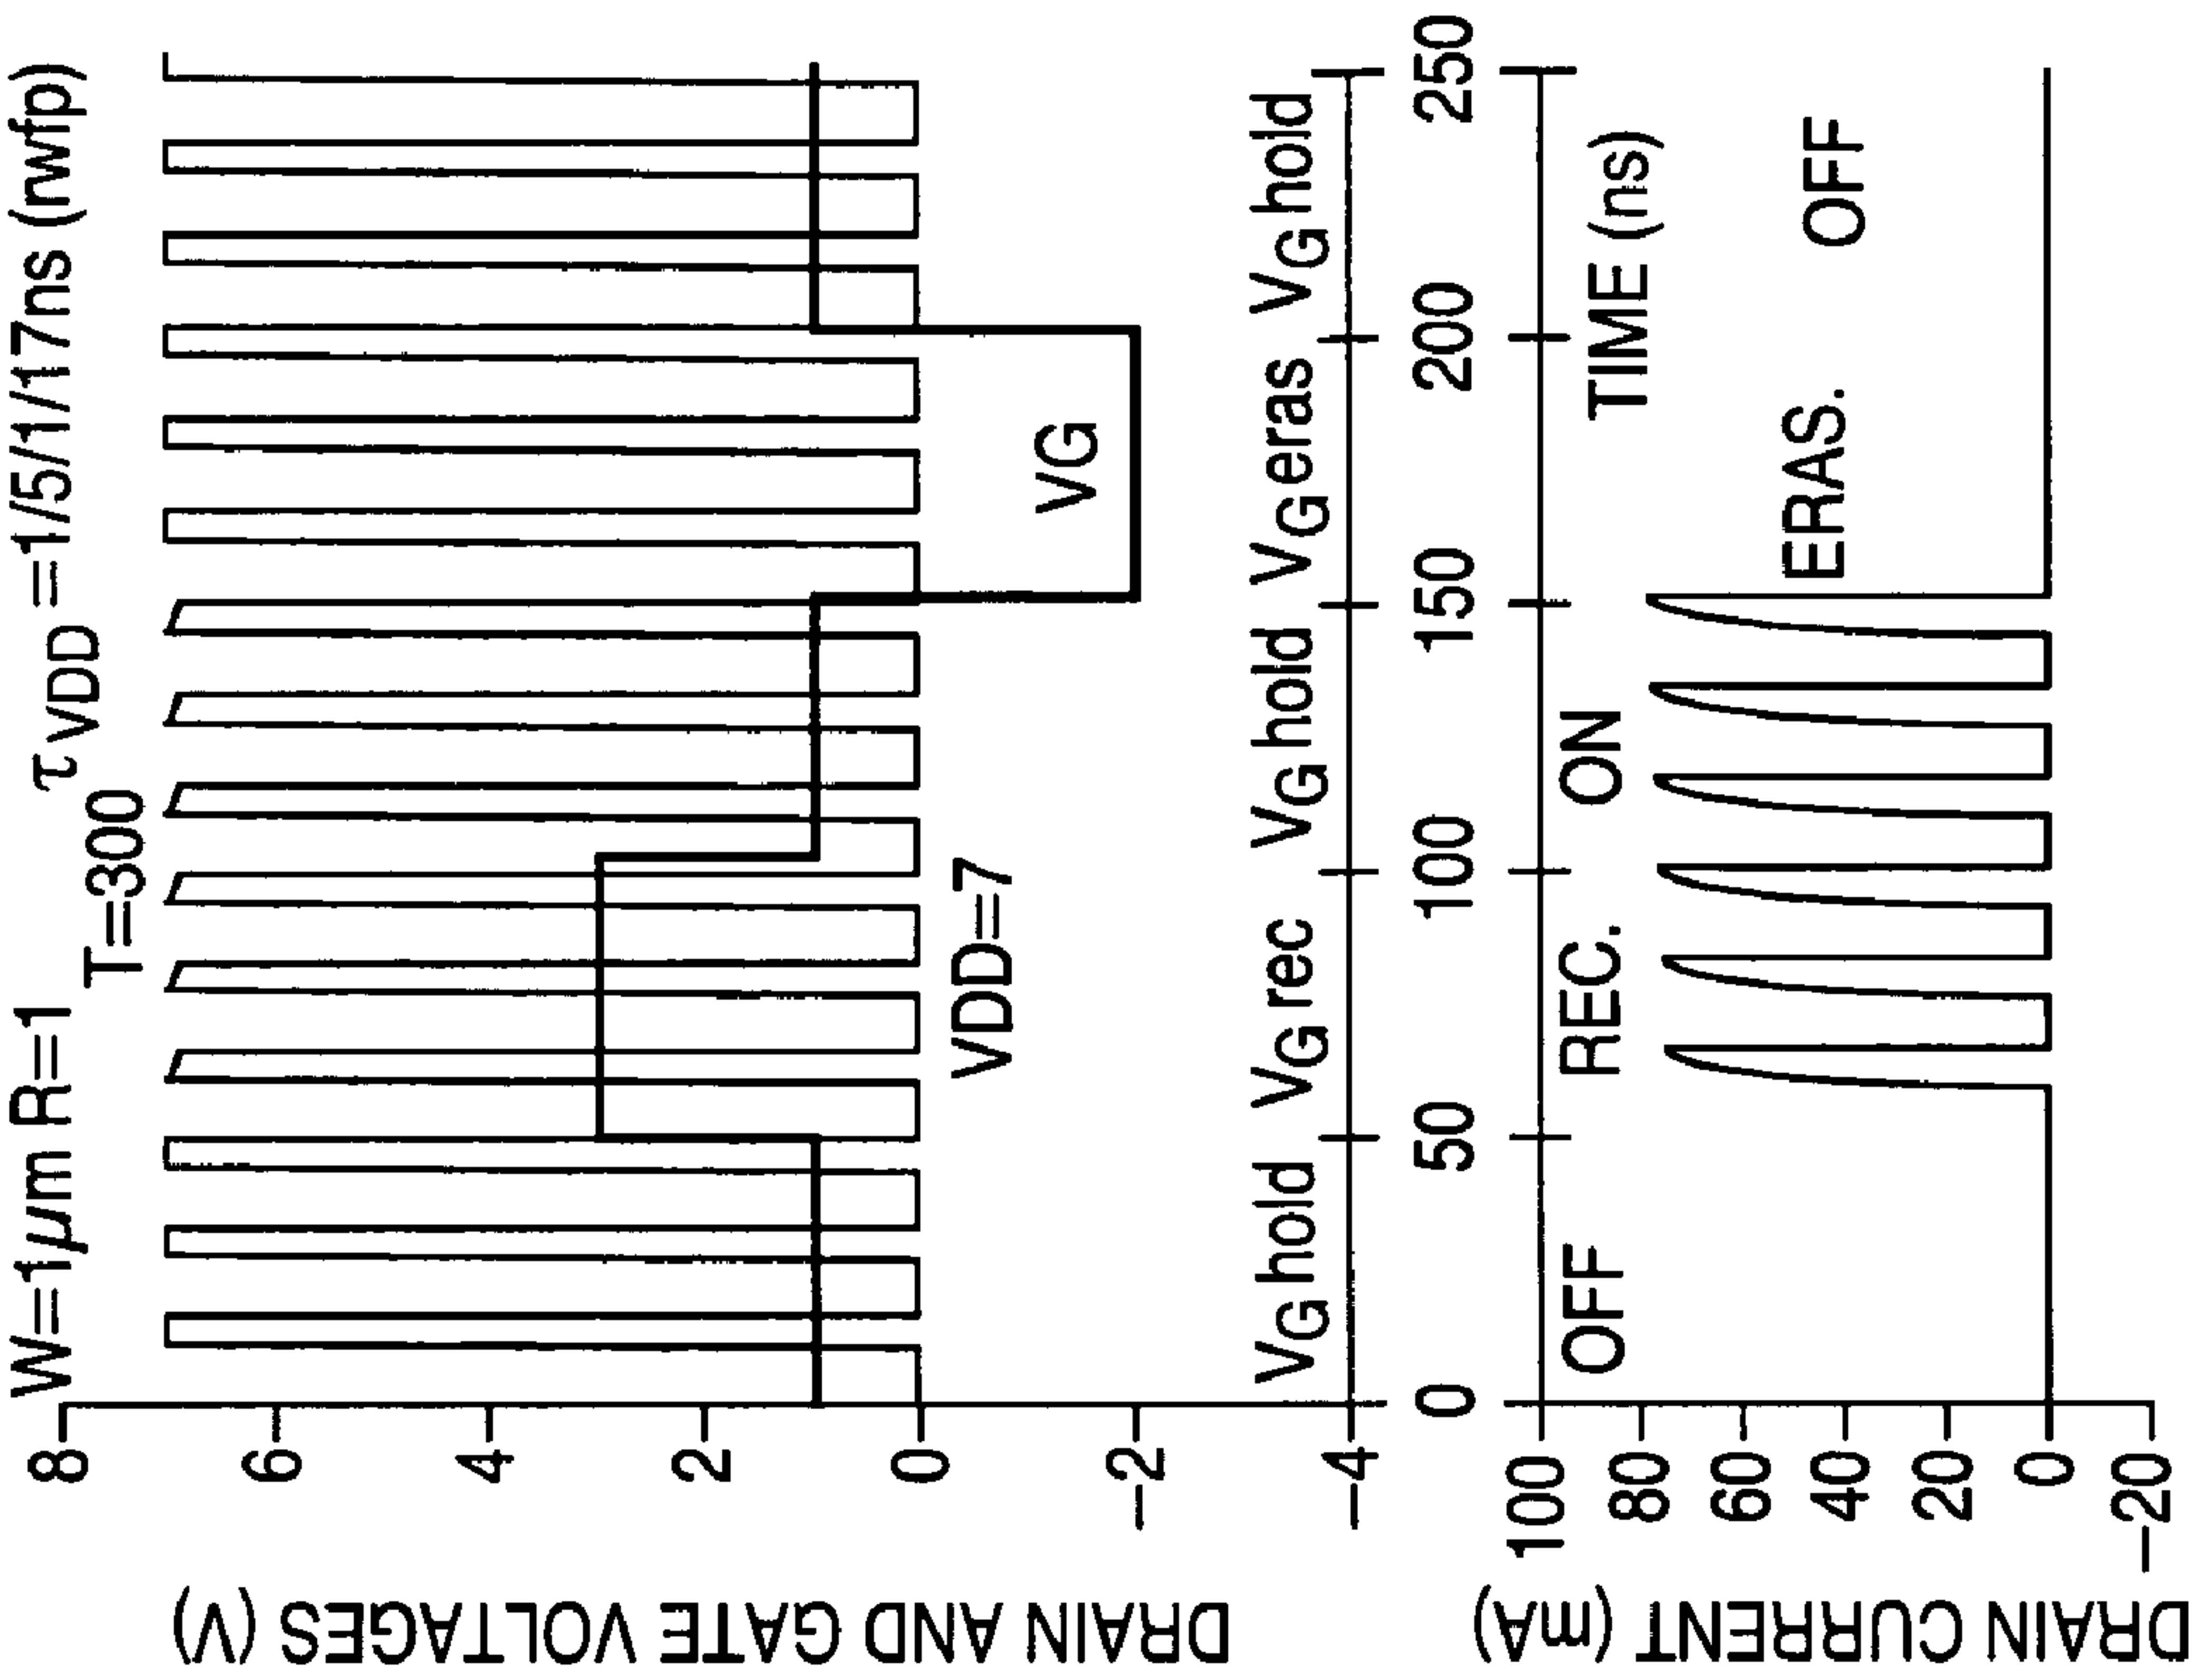 W=1μm R=1
T=300
τVDD=1/5/1/17ns (rwfp)
DRAIN AND GATE VOLTAGES (V)
8
6
4
2
0
-2
-4
VDD=7
VG
VG hold
VG rec
VG hold
VG eras
VG hold
0
50
100
150
200
250
DRAIN CURRENT (mA)
100
80
60
40
20
0
-20
TIME (ns)
OFF
REC.
ON
ERAS.
OFF